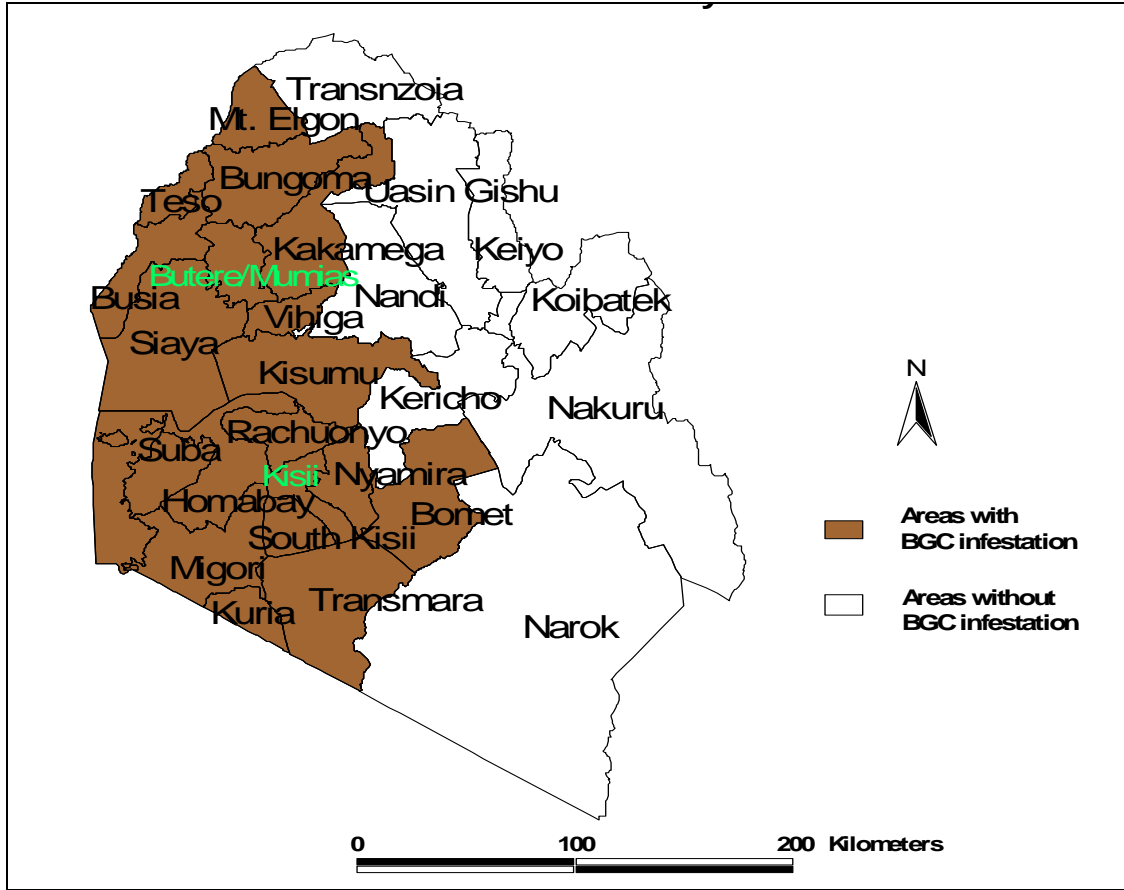 Transnzoia
Mt. Elgon
Bungoma
Uasin Gishu
Teso
Kakamega
Keiyo
Butere/Mumias
Busia
Nandi
Koibatek
Vihiga
Siaya
Kisumu
Kericho
Nakuru
N
Rachuonyo
Suba
Kisii
Nyamira
Homabay
Bomet
South Kisii
Migori
Transmara
Kuria
Narok
Areas with
BGC infestation
Areas without
BGC infestation
0 100 200 Kilometers